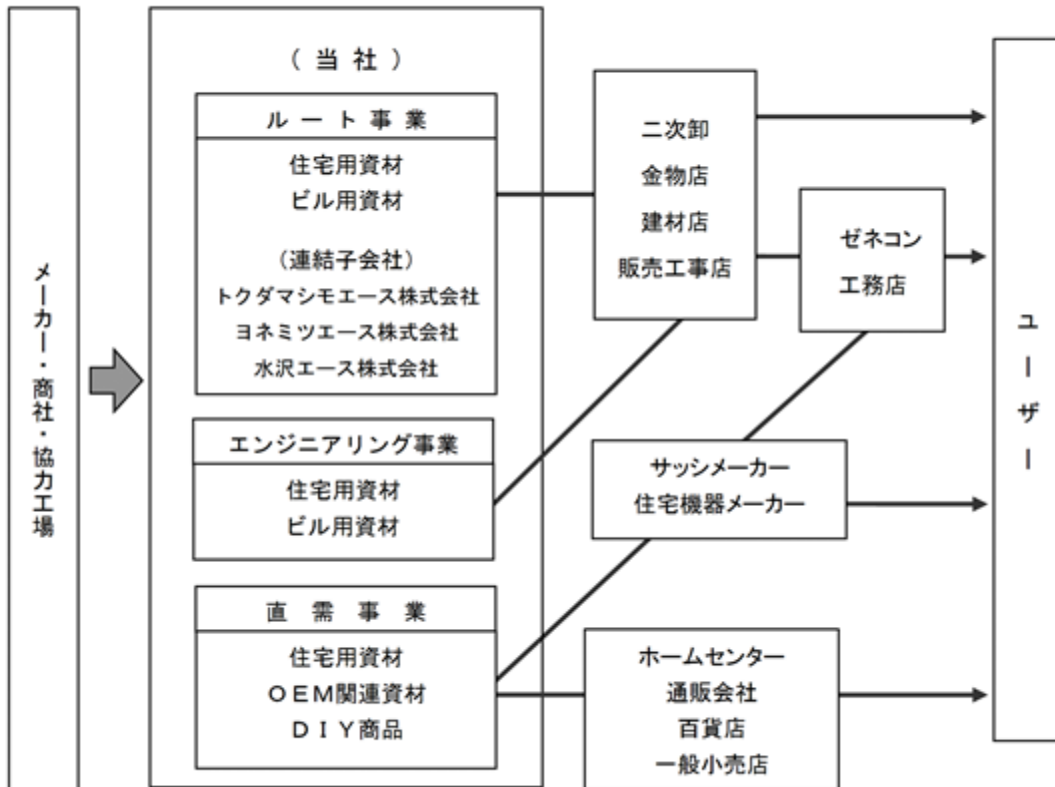 メーカー・商社・協力工場
(当社)
ルート事業
住宅用資材
ビル用資材
(連結子会社)
トクダマシモエース株式会社
ヨネミツエース株式会社
水沢エース株式会社
エンジニアリング事業
住宅用資材
ビル用資材
直需事業
住宅用資材
OEM関連資材
DIY商品
二次卸
金物店
建材店
販売工事店
ゼネコン
工務店
サッシメーカー
住宅機器メーカー
ホームセンター
通販会社
百貨店
一般小売店
ユーザー